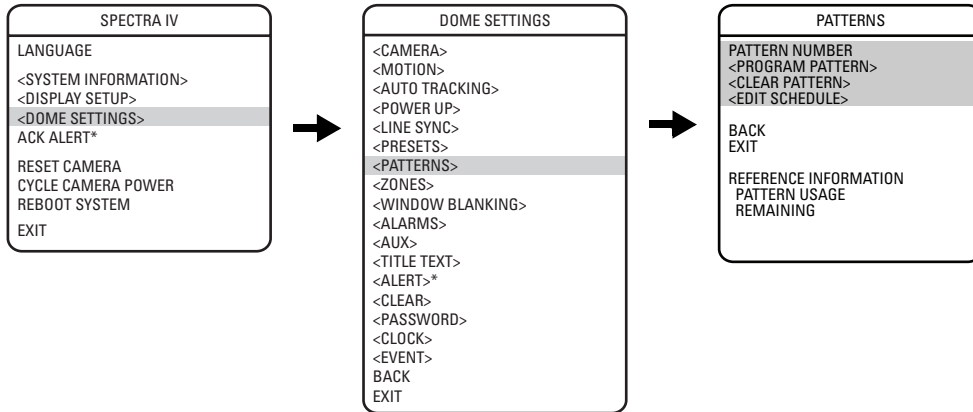 SPECTRA IV
LANGUAGE
<SYSTEM INFORMATION>
<DISPLAY SETUP>
<DOME SETTINGS>
ACK ALERT*
RESET CAMERA
CYCLE CAMERA POWER
REBOOT SYSTEM
EXIT
DOME SETTINGS
<CAMERA>
<MOTION>
<AUTO TRACKING>
<POWER UP>
<LINE SYNC>
<PRESETS>
<PATTERNS>
<ZONES>
<WINDOW BLANKING>
<ALARMS>
<AUX>
<TITLE TEXT>
<ALERT>*
<CLEAR>
<PASSWORD>
<CLOCK>
<EVENT>
BACK
EXIT
PATTERNS
PATTERN NUMBER
<PROGRAM PATTERN>
<CLEAR PATTERN>
<EDIT SCHEDULE>
BACK
EXIT
REFERENCE INFORMATION
PATTERN USAGE
REMAINING